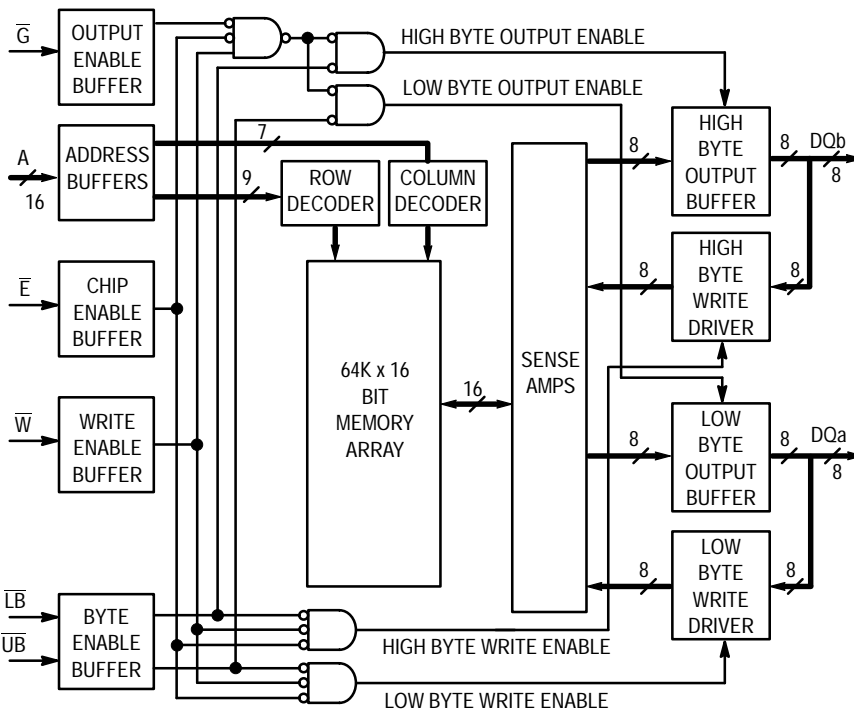 G̅
OUTPUT
ENABLE
BUFFER
HIGH BYTE OUTPUT ENABLE
LOW BYTE OUTPUT ENABLE
A
16
ADDRESS
BUFFERS
7
9
ROW
DECODER
COLUMN
DECODER
8
HIGH
BYTE
OUTPUT
BUFFER
8
DQb
8
E̅
CHIP
ENABLE
BUFFER
8
HIGH
BYTE
WRITE
DRIVER
8
64K x 16
BIT
MEMORY
ARRAY
16
SENSE
AMPS
W̅
WRITE
ENABLE
BUFFER
8
LOW
BYTE
OUTPUT
BUFFER
8
DQa
8
8
LOW
BYTE
WRITE
DRIVER
8
L̅B̅
U̅B̅
BYTE
ENABLE
BUFFER
HIGH BYTE WRITE ENABLE
LOW BYTE WRITE ENABLE